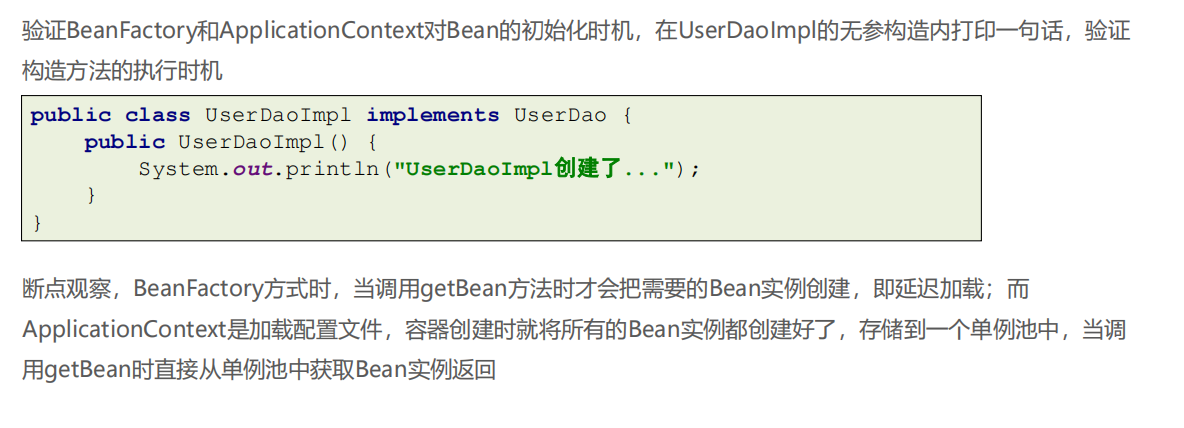 验证BeanFactory和ApplicationContext对Bean的初始化时机，在UserDaoImpl的无参构造内打印一句话，验证
构造方法的执行时机
public class UserDaoImpl implements UserDao {
    public UserDaoImpl() {
        System.out.println("UserDaoImpl创建了...");
    }
}
断点观察，BeanFactory方式时，当调用getBean方法时才会把需要的Bean实例创建，即延迟加载；而
ApplicationContext是加载配置文件，容器创建时就将所有的Bean实例都创建好了，存储到一个单例池中，当调
用getBean时直接从单例池中获取Bean实例返回